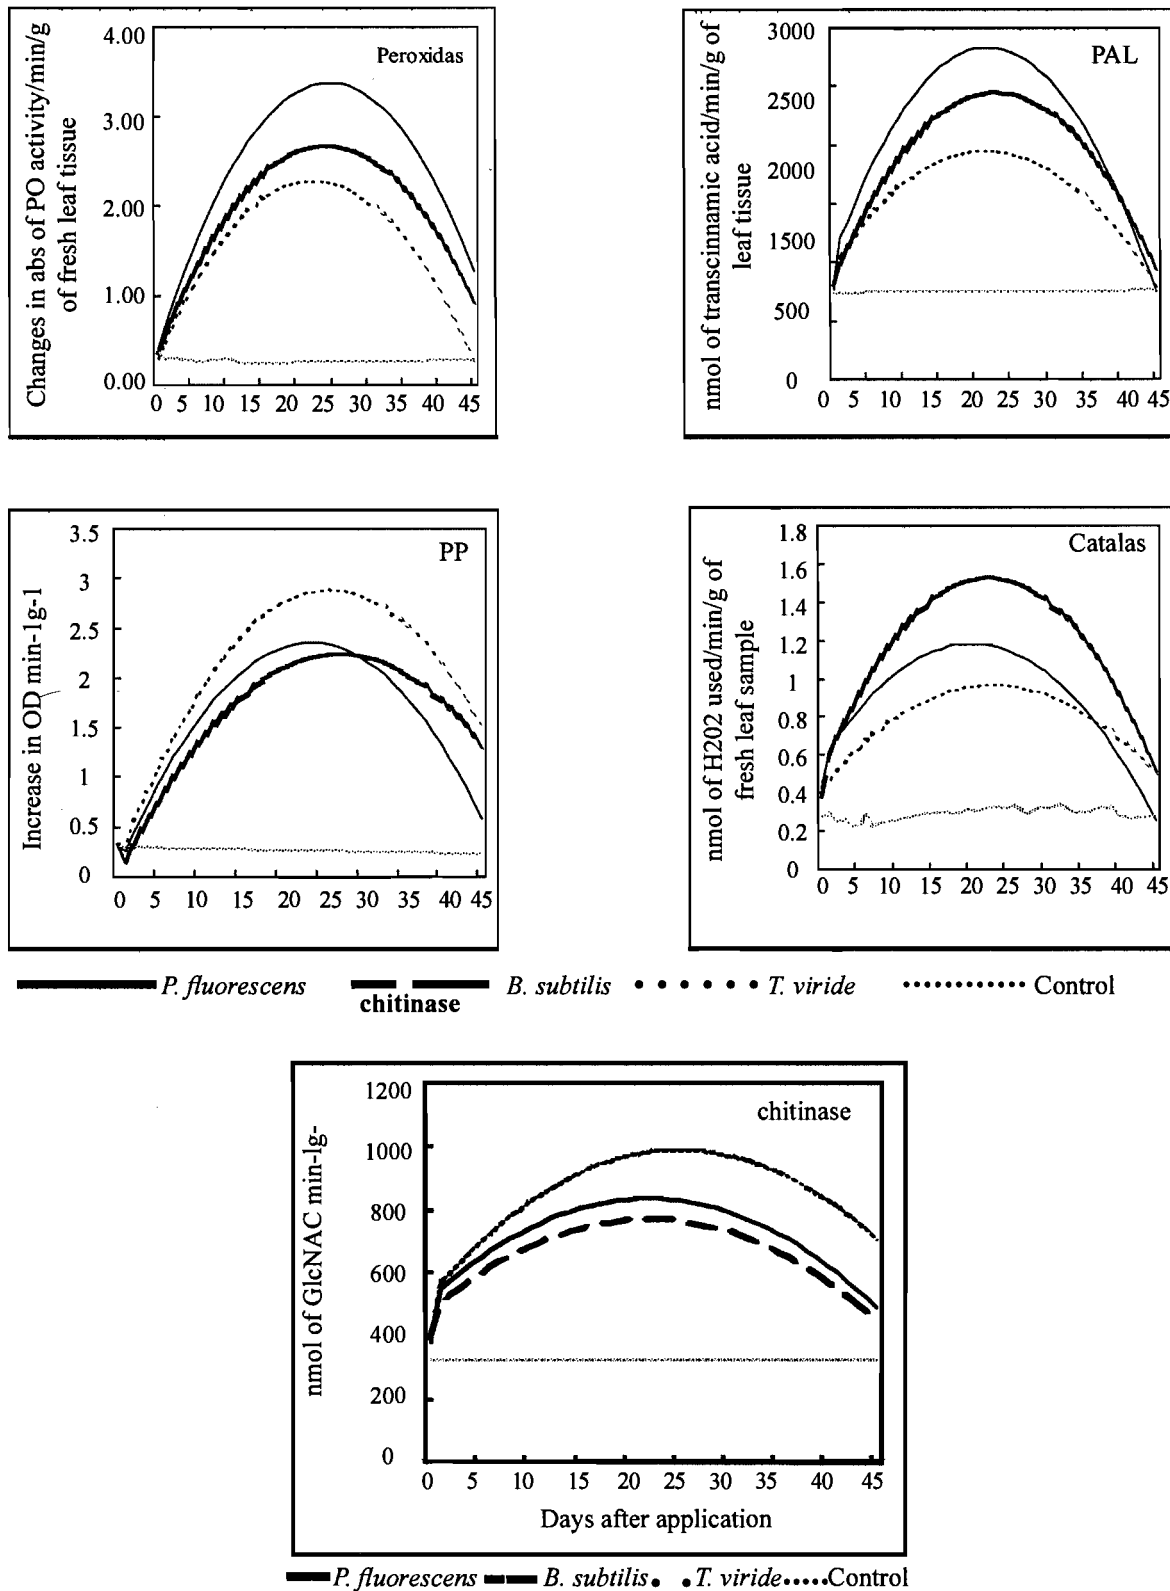 4.00
3.00
2.00
1.00
0.00
Changes in abs of PO activity/min/g
of fresh leaf tissue
Peroxidas
0 5 10 15 20 25 30 35 40 45
3000
2500
2000
1500
500
0
nmol of transcinnamic acid/min/g of
leaf tissue
PAL
0 5 10 15 20 25 30 35 40 45
3.5
3
2.5
2
1.5
1
0.5
0
Increase in OD min-1g-1
PP
0 5 10 15 20 25 30 35 40 45
1.8
1.6
1.4
1.2
1
0.8
0.6
0.4
0.2
0
nmol of H202 used/min/g of
fresh leaf sample
Catalas
0 5 10 15 20 25 30 35 40 45
P. fluorescens B. subtilis T. viride Control
chitinase
1200
1000
800
600
400
200
0
nmol of GlcNAC min-lg-
chitinase
0 5 10 15 20 25 30 35 40 45
Days after application
P. fluorescens B. subtilis T. viride Control